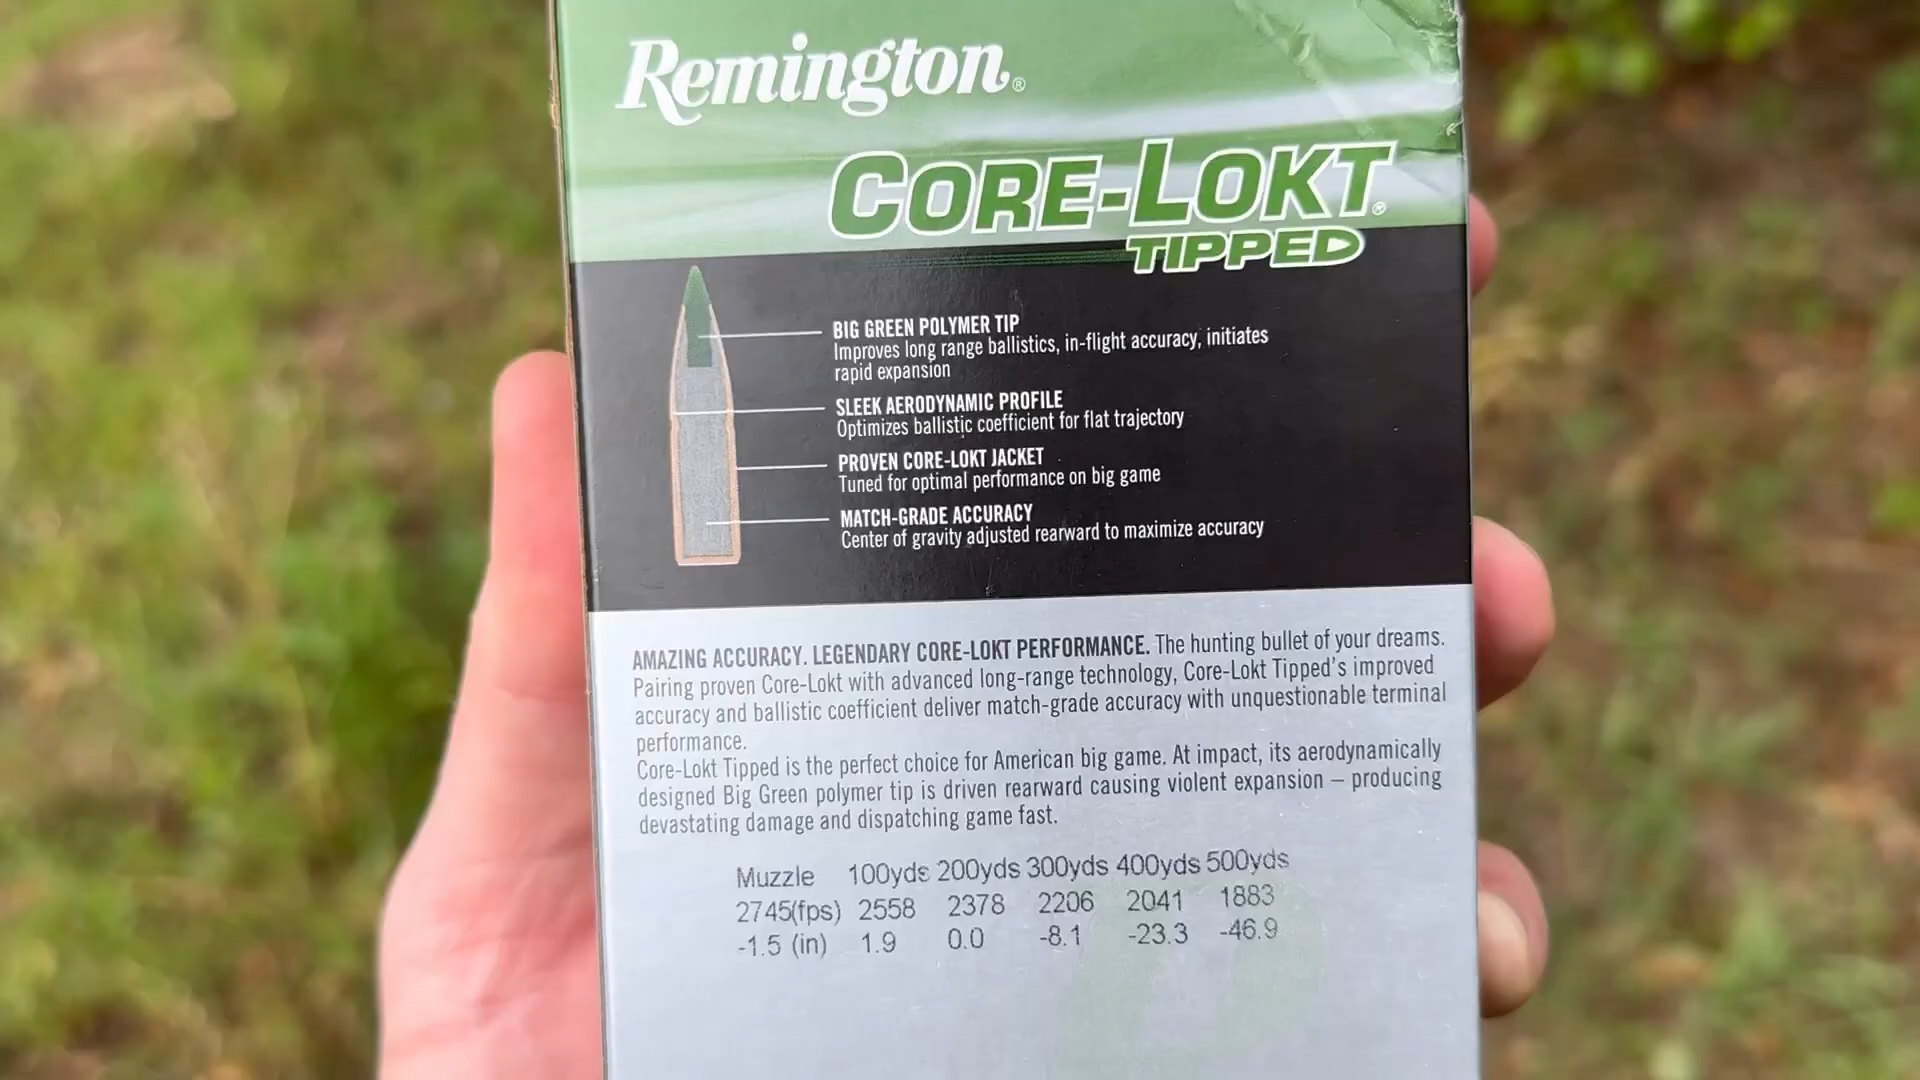 Remington®
CORE-LOKT®
TIPPED
BIG GREEN POLYMER TIP
Improves long range ballistics, in-flight accuracy, initiates
rapid expansion
SLEEK AERODYNAMIC PROFILE
Optimizes ballistic coefficient for flat trajectory
PROVEN CORE-LOKT JACKET
Tuned for optimal performance on big game
MATCH-GRADE ACCURACY
Center of gravity adjusted rearward to maximize accuracy
AMAZING ACCURACY. LEGENDARY CORE-LOKT PERFORMANCE. The hunting bullet of your dreams.
Pairing proven Core-Lokt with advanced long-range technology, Core-Lokt Tipped's improved
accuracy and ballistic coefficient deliver match-grade accuracy with unquestionable terminal
performance.
Core-Lokt Tipped is the perfect choice for American big game. At impact, its aerodynamically
designed Big Green polymer tip is driven rearward causing violent expansion – producing
devastating damage and dispatching game fast.
Muzzle 100yds 200yds 300yds 400yds 500yds
2745(fps) 2558 2378 2206 2041 1883
-1.5 (in) 1.9 0.0 -8.1 -23.3 -46.9